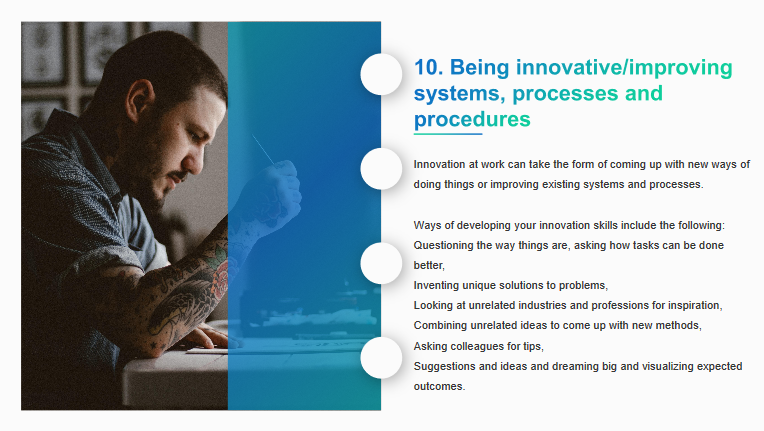 10. Being innovative/improving
systems, processes and
procedures
Innovation at work can take the form of coming up with new ways of
doing things or improving existing systems and processes.
Ways of developing your innovation skills include the following:
Questioning the way things are, asking how tasks can be done
better,
Inventing unique solutions to problems,
Looking at unrelated industries and professions for inspiration,
Combining unrelated ideas to come up with new methods,
Asking colleagues for tips,
Suggestions and ideas and dreaming big and visualizing expected
outcomes.